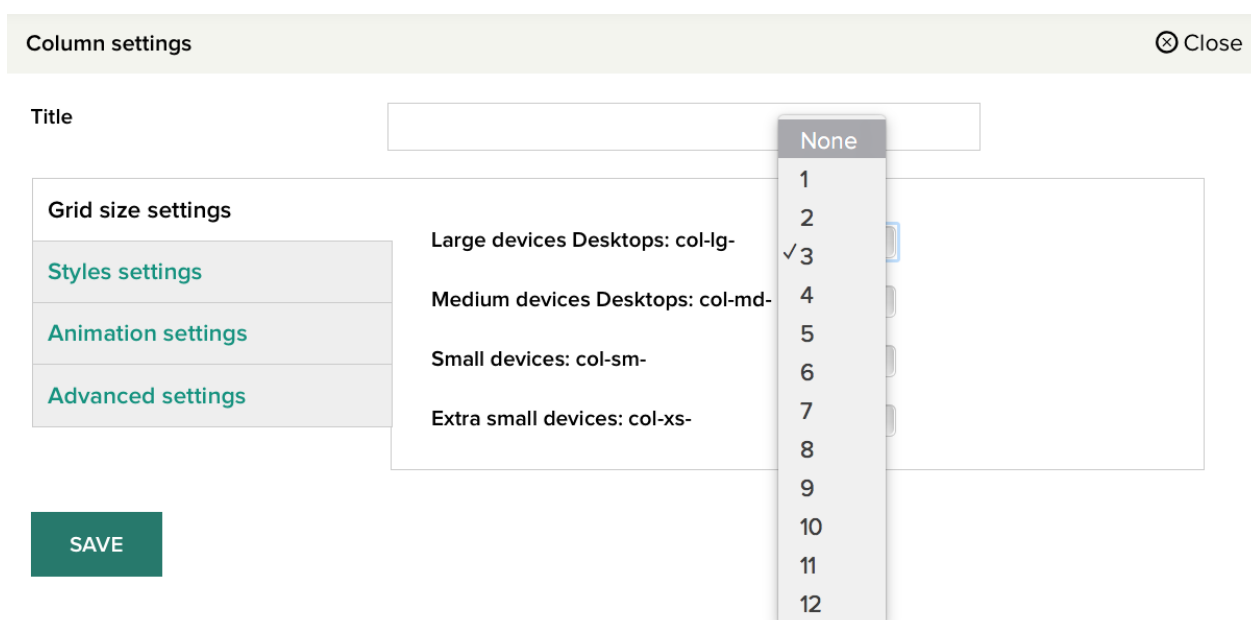 Column settings
Close
Title
Grid size settings
Styles settings
Animation settings
Advanced settings
Large devices Desktops: col-lg-
Medium devices Desktops: col-md-
Small devices: col-sm-
Extra small devices: col-xs-
None
1
2
✓3
4
5
6
7
8
9
10
11
12
SAVE